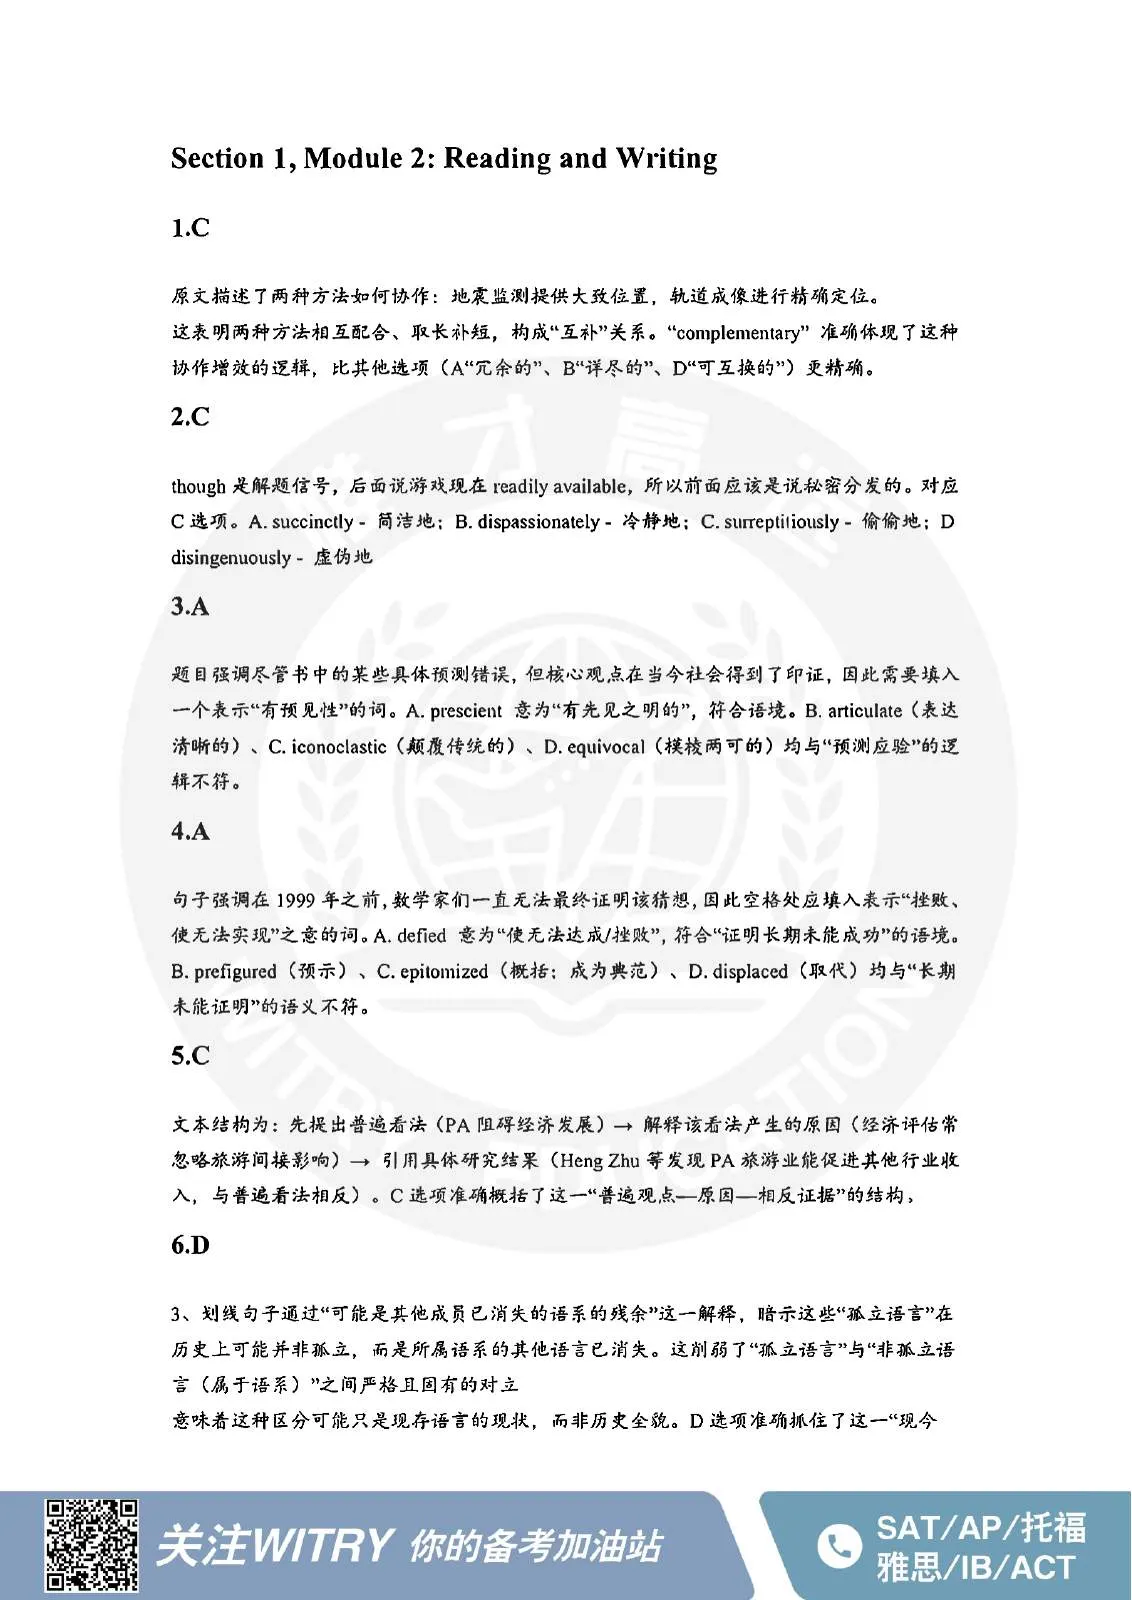 Section 1, Module 2: Reading and Writing
1.C
原文描述了两种方法如何协作：地震监测提供大致位置，轨道成像进行精确定位。
这表明两种方法相互配合、取长补短，构成“互补”关系。“complementary” 准确体现了这种
协作增效的逻辑，比其他选项（A“冗余的”、B“详尽的”、D“可互换的”）更精确。
2.C
though 是解题信号，后面说游戏现在 readily available，所以前面应该是说秘密分发的。对应
C 选项。A. succinctly - 简洁地；B. dispassionately - 冷静地；C. surreptitiously - 偷偷地；D
disingenuously - 虚伪地
3.A
题目强调尽管书中的某些具体预测错误，但核心观点在当今社会得到了印证，因此需要填入
一个表示“有预见性”的词。A. prescient 意为“有先见之明的”，符合语境。B. articulate（表达
清晰的）、C. iconoclastic（颠覆传统的）、D. equivocal（模棱两可的）均与“预测应验”的逻
辑不符。
4.A
句子强调在 1999 年之前，数学家们一直无法最终证明该猜想，因此空格处应填入表示“挫败、
使无法实现”之意的词。A. defied 意为“使无法达成/挫败”，符合“证明长期未能成功”的语境。
B. prefigured（预示）、C. epitomized（概括；成为典范）、D. displaced（取代）均与“长期
未能证明”的语义不符。
5.C
文本结构为：先提出普遍看法（PA 阻碍经济发展）→ 解释该看法产生的原因（经济评估常
忽略旅游间接影响）→ 引用具体研究结果（Heng Zhu 等发现 PA 旅游业能促进其他行业收
入，与普遍看法相反）。C 选项准确概括了这一“普遍观点—原因—相反证据”的结构。
6.D
3、划线句子通过“可能是其他成员已消失的语系的残余”这一解释，暗示这些“孤立语言”在
历史上可能并非孤立，而是所属语系的其他语言已消失。这削弱了“孤立语言”与“非孤立语
言（属于语系）”之间严格且固有的对立
意味着这种区分可能只是现存语言的现状，而非历史全貌。D 选项准确抓住了这一“现今
关注WITRY 你的备考加油站
SAT/AP/托福
雅思/IB/ACT
WITRY EDUCATION